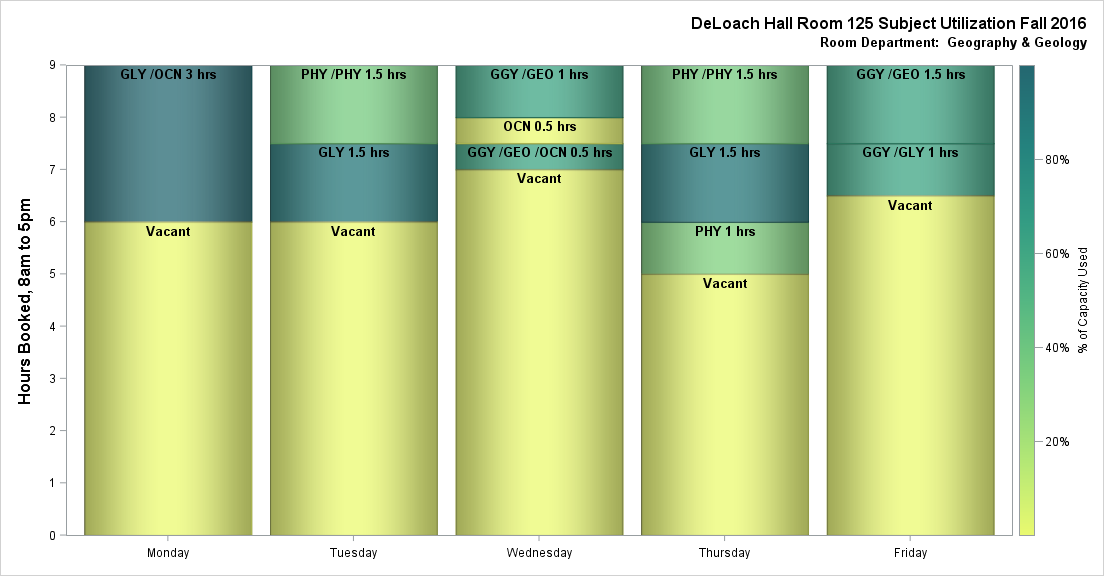 DeLoach Hall Room 125 Subject Utilization Fall 2016
Room Department:  Geography & Geology
Hours Booked, 8am to 5pm
9
8
7
6
5
4
3
2
1
0
GLY /OCN 3 hrs
Vacant
Monday
PHY /PHY 1.5 hrs
GLY 1.5 hrs
Vacant
Tuesday
GGY /GEO 1 hrs
OCN 0.5 hrs
GGY /GEO /OCN 0.5 hrs
Vacant
Wednesday
PHY /PHY 1.5 hrs
GLY 1.5 hrs
PHY 1 hrs
Vacant
Thursday
GGY /GEO 1.5 hrs
GGY /GLY 1 hrs
Vacant
Friday
80%
60%
40%
20%
% of Capacity Used